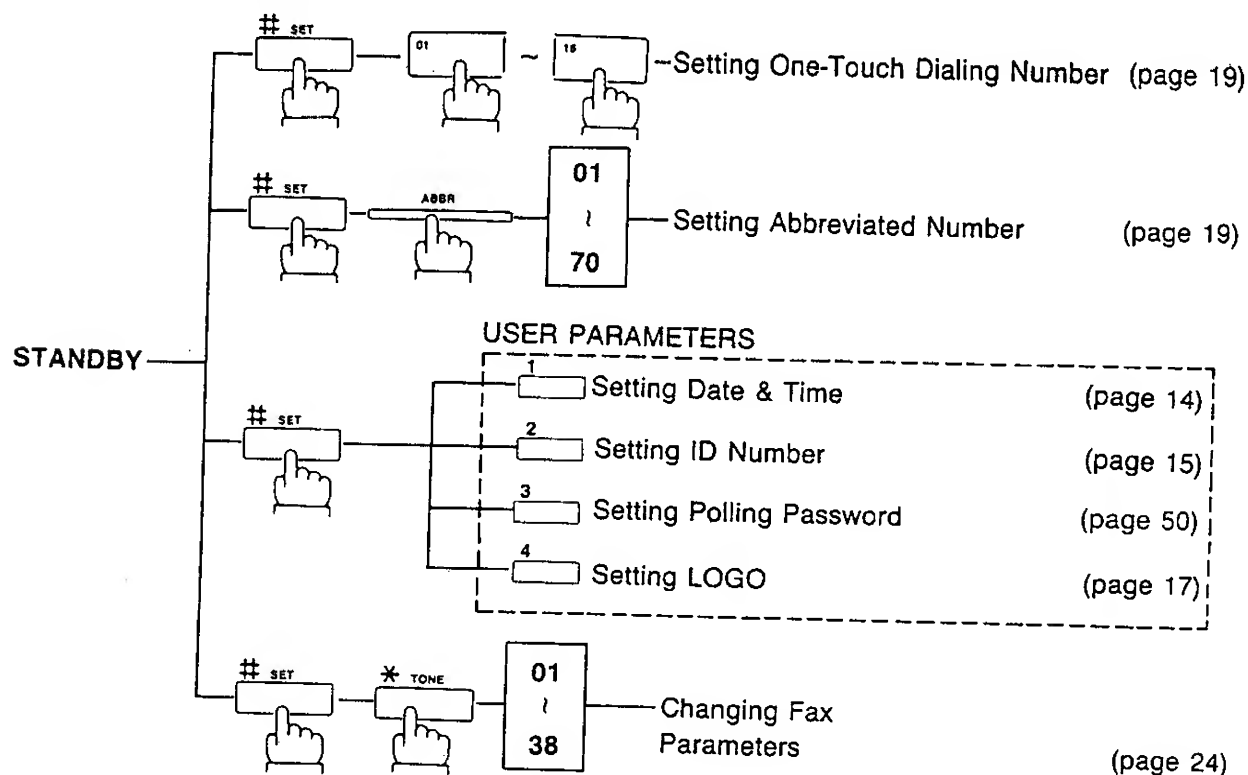 # SET 01 ~ 15 Setting One-Touch Dialing Number (page 19)
# SET ABBR 01 ~ 70 Setting Abbreviated Number (page 19)
STANDBY
USER PARAMETERS
# SET
1 Setting Date & Time (page 14)
2 Setting ID Number (page 15)
3 Setting Polling Password (page 50)
4 Setting LOGO (page 17)
# SET * TONE 01 ~ 38 Changing Fax
Parameters (page 24)